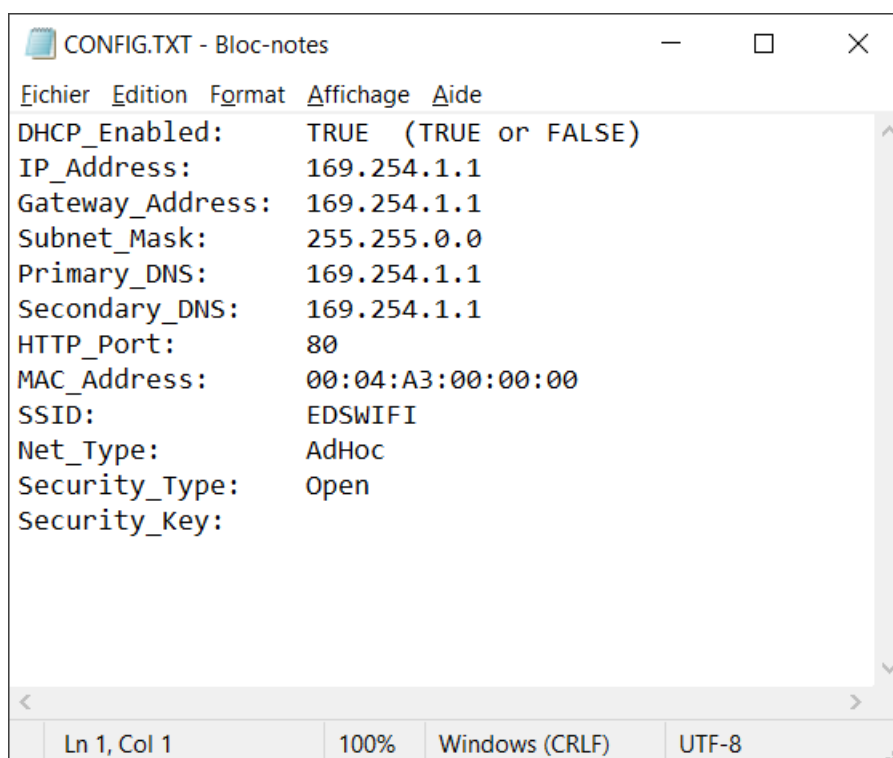 CONFIG.TXT - Bloc-notes
Fichier Edition Format Affichage Aide
DHCP_Enabled: TRUE (TRUE or FALSE)
IP_Address: 169.254.1.1
Gateway_Address: 169.254.1.1
Subnet_Mask: 255.255.0.0
Primary_DNS: 169.254.1.1
Secondary_DNS: 169.254.1.1
HTTP_Port: 80
MAC_Address: 00:04:A3:00:00:00
SSID: EDSWIFI
Net_Type: AdHoc
Security_Type: Open
Security_Key:
Ln 1, Col 1 100% Windows (CRLF) UTF-8